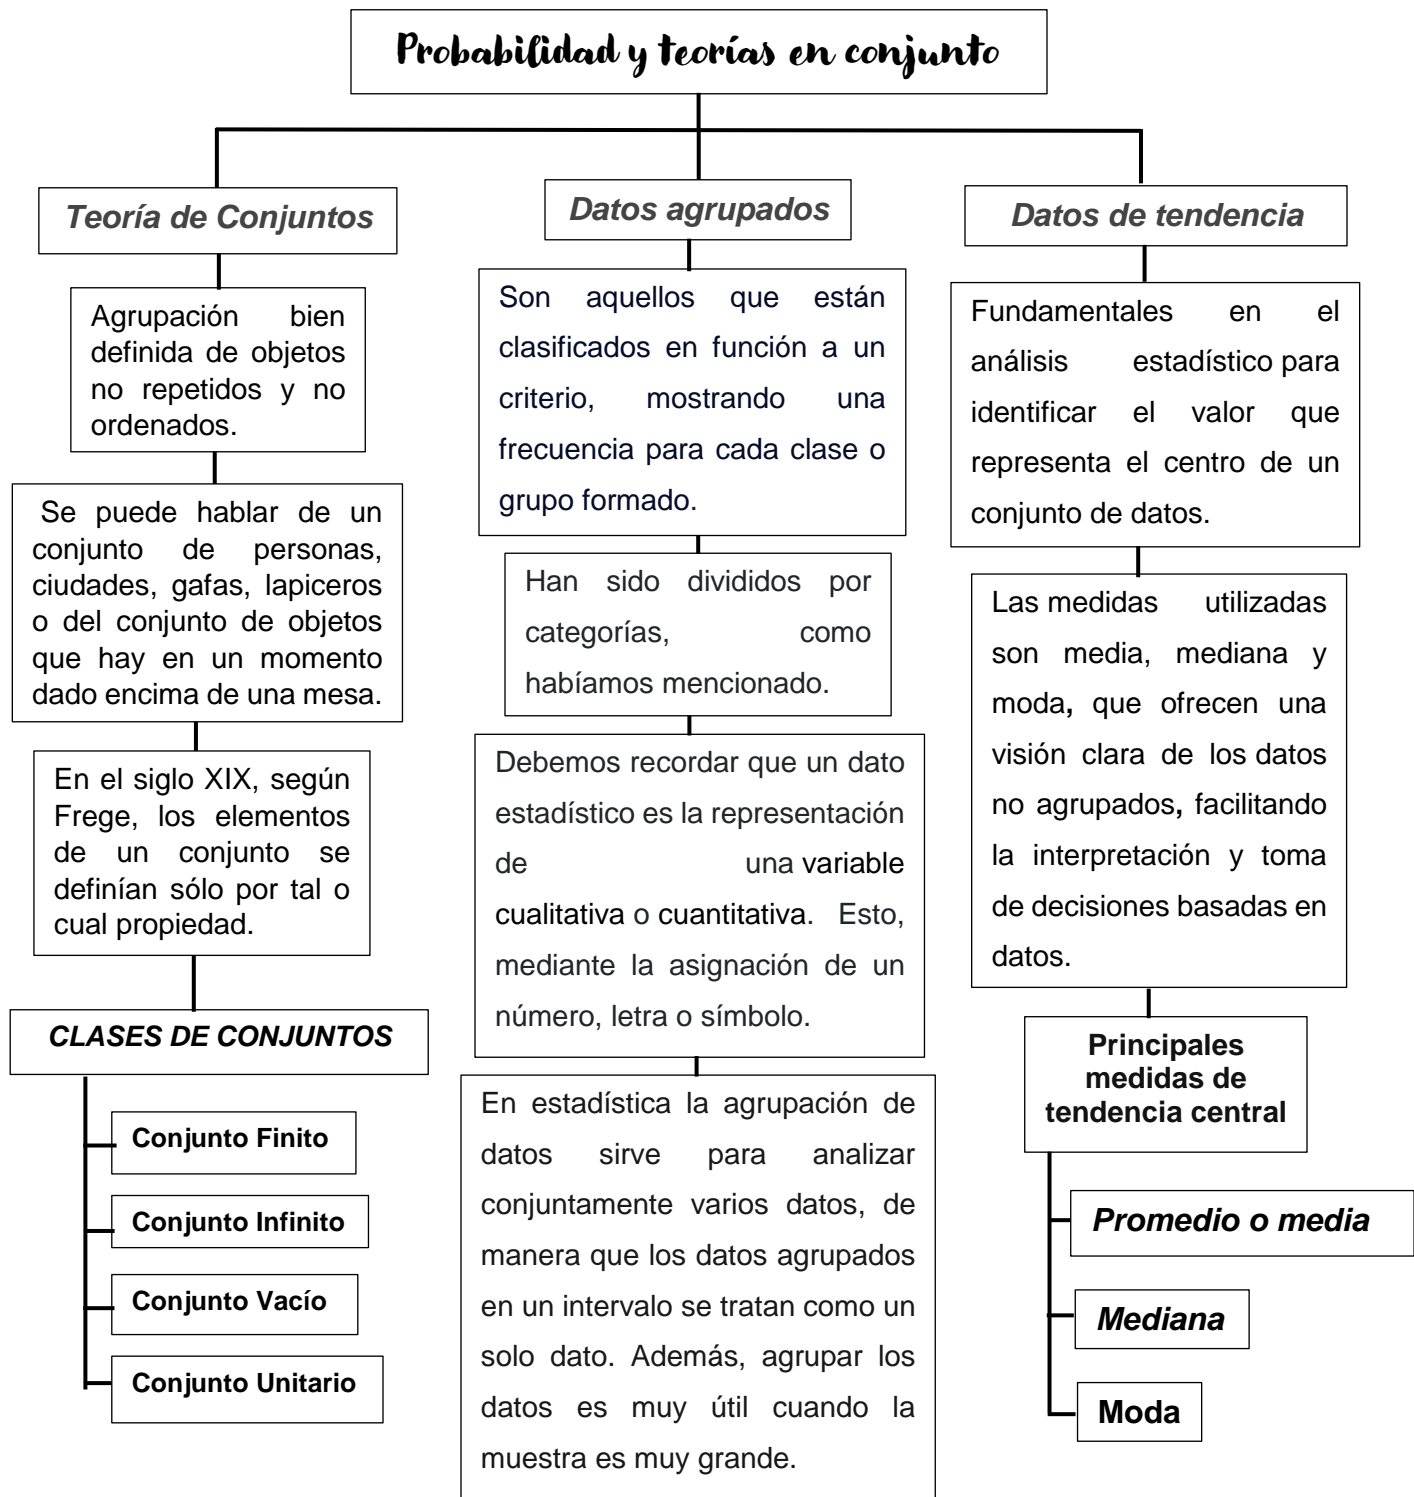 Probabilidad y teorías en conjunto
Teoría de Conjuntos
Agrupación bien
definida de objetos
no repetidos y no
ordenados.
Se puede hablar de un
conjunto de personas,
ciudades, gafas, lapiceros
o del conjunto de objetos
que hay en un momento
dado encima de una mesa.
En el siglo XIX, según
Frege, los elementos
de un conjunto se
definían sólo por tal o
cual propiedad.
CLASES DE CONJUNTOS
Conjunto Finito
Conjunto Infinito
Conjunto Vacío
Conjunto Unitario
Datos agrupados
Son aquellos que están
clasificados en función a un
criterio, mostrando una
frecuencia para cada clase o
grupo formado.
Han sido divididos por
categorías, como
habíamos mencionado.
Debemos recordar que un dato
estadístico es la representación
de una variable
cualitativa o cuantitativa. Esto,
mediante la asignación de un
número, letra o símbolo.
En estadística la agrupación de
datos sirve para analizar
conjuntamente varios datos, de
manera que los datos agrupados
en un intervalo se tratan como un
solo dato. Además, agrupar los
datos es muy útil cuando la
muestra es muy grande.
Datos de tendencia
Fundamentales en el
análisis estadístico para
identificar el valor que
representa el centro de un
conjunto de datos.
Las medidas utilizadas
son media, mediana y
moda, que ofrecen una
visión clara de los datos
no agrupados, facilitando
la interpretación y toma
de decisiones basadas en
datos.
Principales
medidas de
tendencia central
Promedio o media
Mediana
Moda